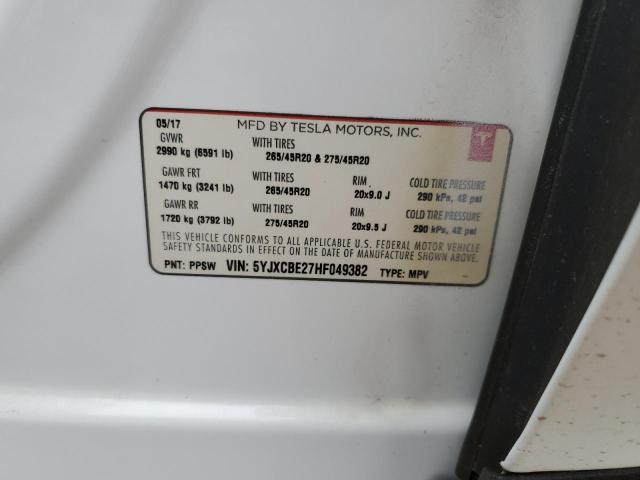 05/17 MFD BY TESLA MOTORS, INC.
GVWR WITH TIRES
2990 kg (6591 lb) 265/45R20 & 275/45R20
GAWR FRT WITH TIRES RIM COLD TIRE PRESSURE
1470 kg (3241 lb) 265/45R20 20x9.0 J 290 kPa, 42 psi
GAWR RR WITH TIRES RIM COLD TIRE PRESSURE
1720 kg (3792 lb) 275/45R20 20x9.5 J 290 kPa, 42 psi
THIS VEHICLE CONFORMS TO ALL APPLICABLE U.S. FEDERAL MOTOR VEHICLE
SAFETY STANDARDS IN EFFECT ON THE DATE OF MANUFACTURE SHOWN ABOVE.
PNT: PPSW VIN: 5YJXCBE27HF049382 TYPE: MPV